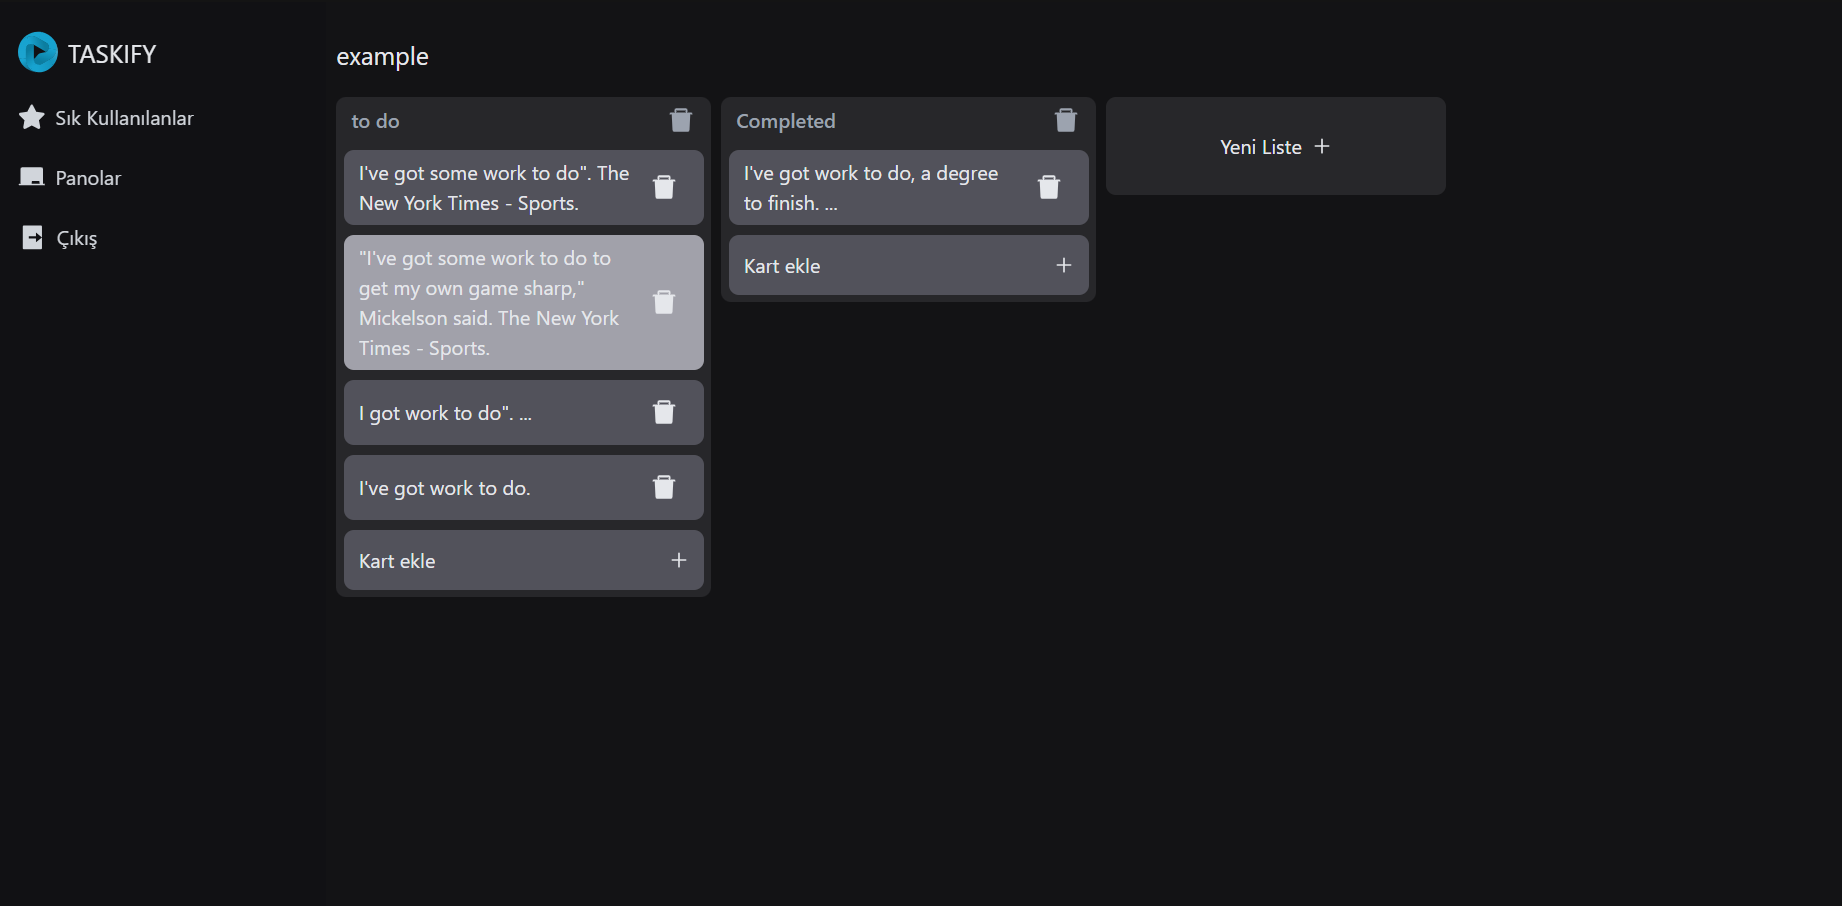 TASKIFY
Sık Kullanılanlar
Panolar
Çıkış
example
to do
I've got some work to do". The
New York Times - Sports.
"I've got some work to do to
get my own game sharp,"
Mickelson said. The New York
Times - Sports.
I got work to do". ...
I've got work to do.
Kart ekle
Completed
I've got work to do, a degree
to finish. ...
Kart ekle
Yeni Liste